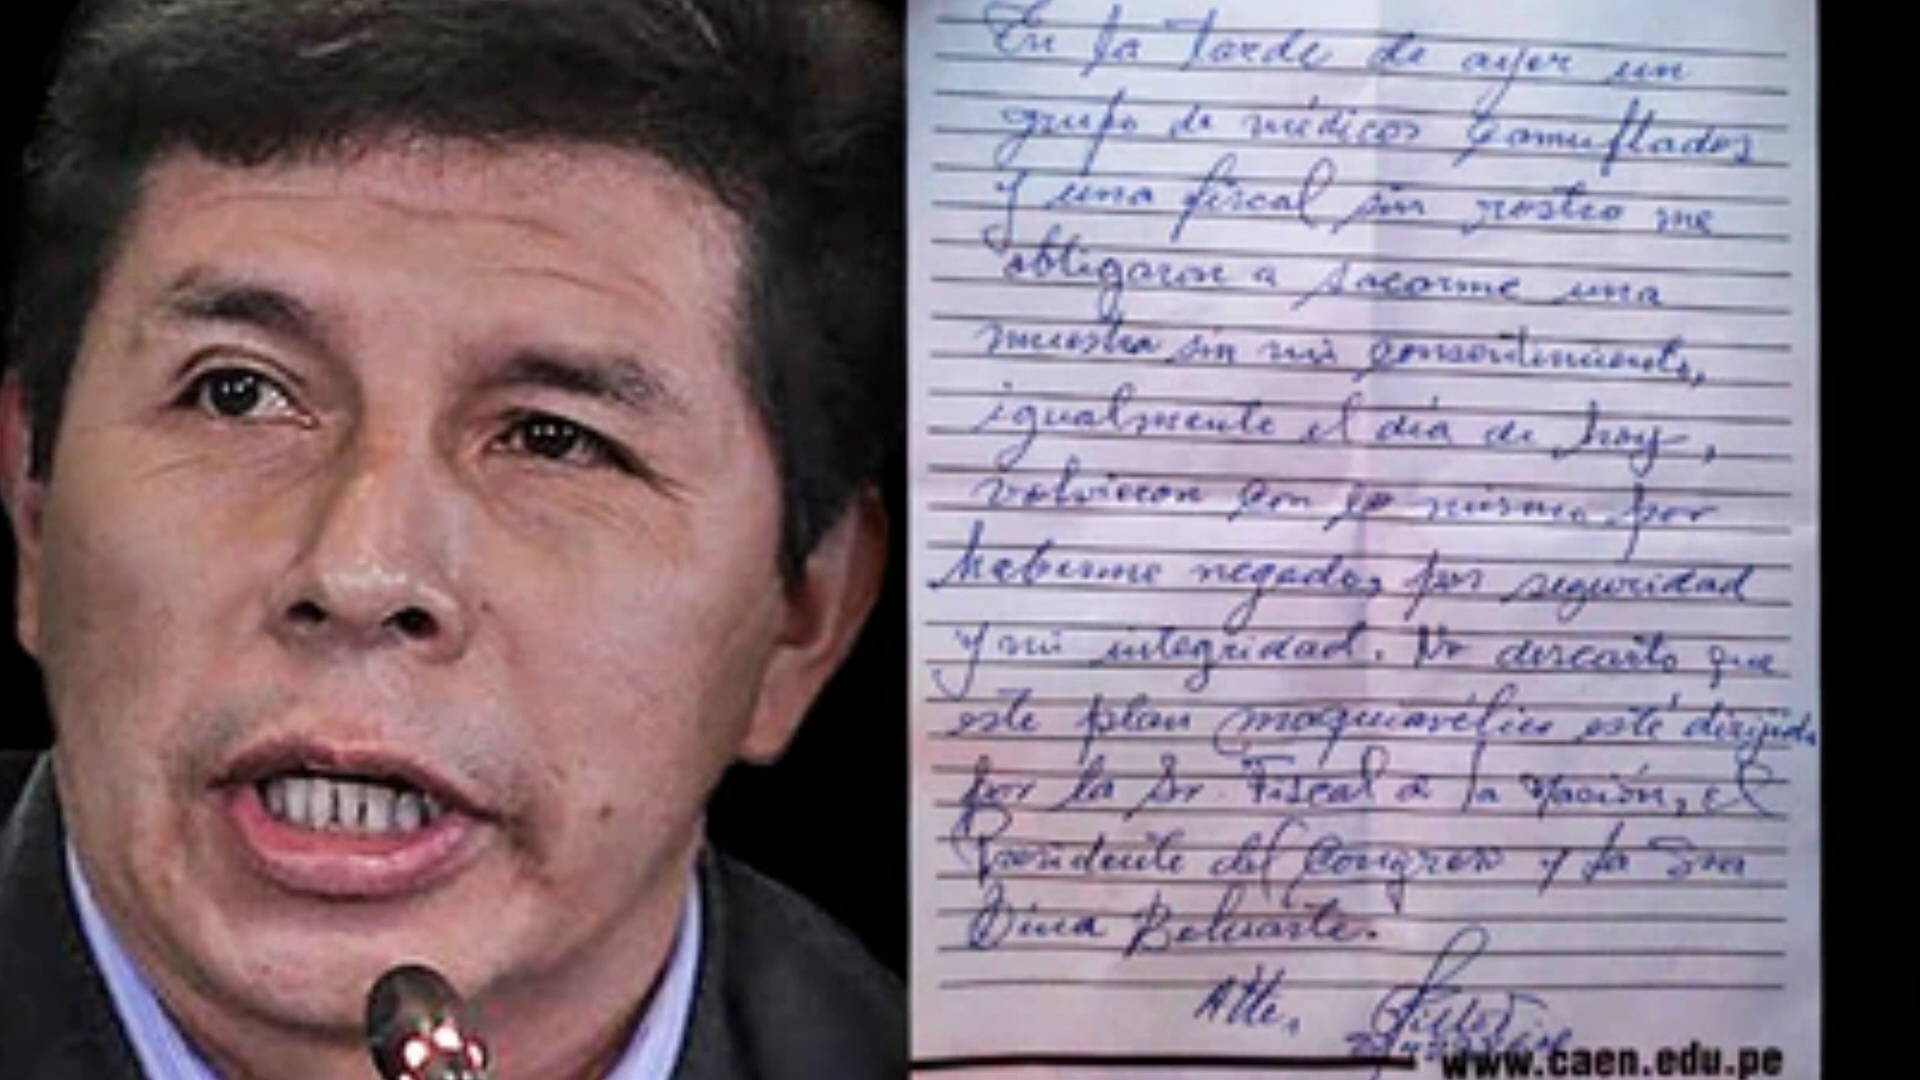 En la tarde de ayer un
grupo de médicos camuflados
y una fiscal sin rostro me
obligaron a sacarme una
muestra sin mi consentimiento,
igualmente el día de hoy,
volvieron con lo mismo por
haberme negado, por seguridad
y mi integridad. No descarto que
este plan maquiavélico esté dirigido
por la Sr. Fiscal de la Nación, el
Presidente del Congreso y la Sra
Dina Boluarte.
Atte,
www.caen.edu.pe